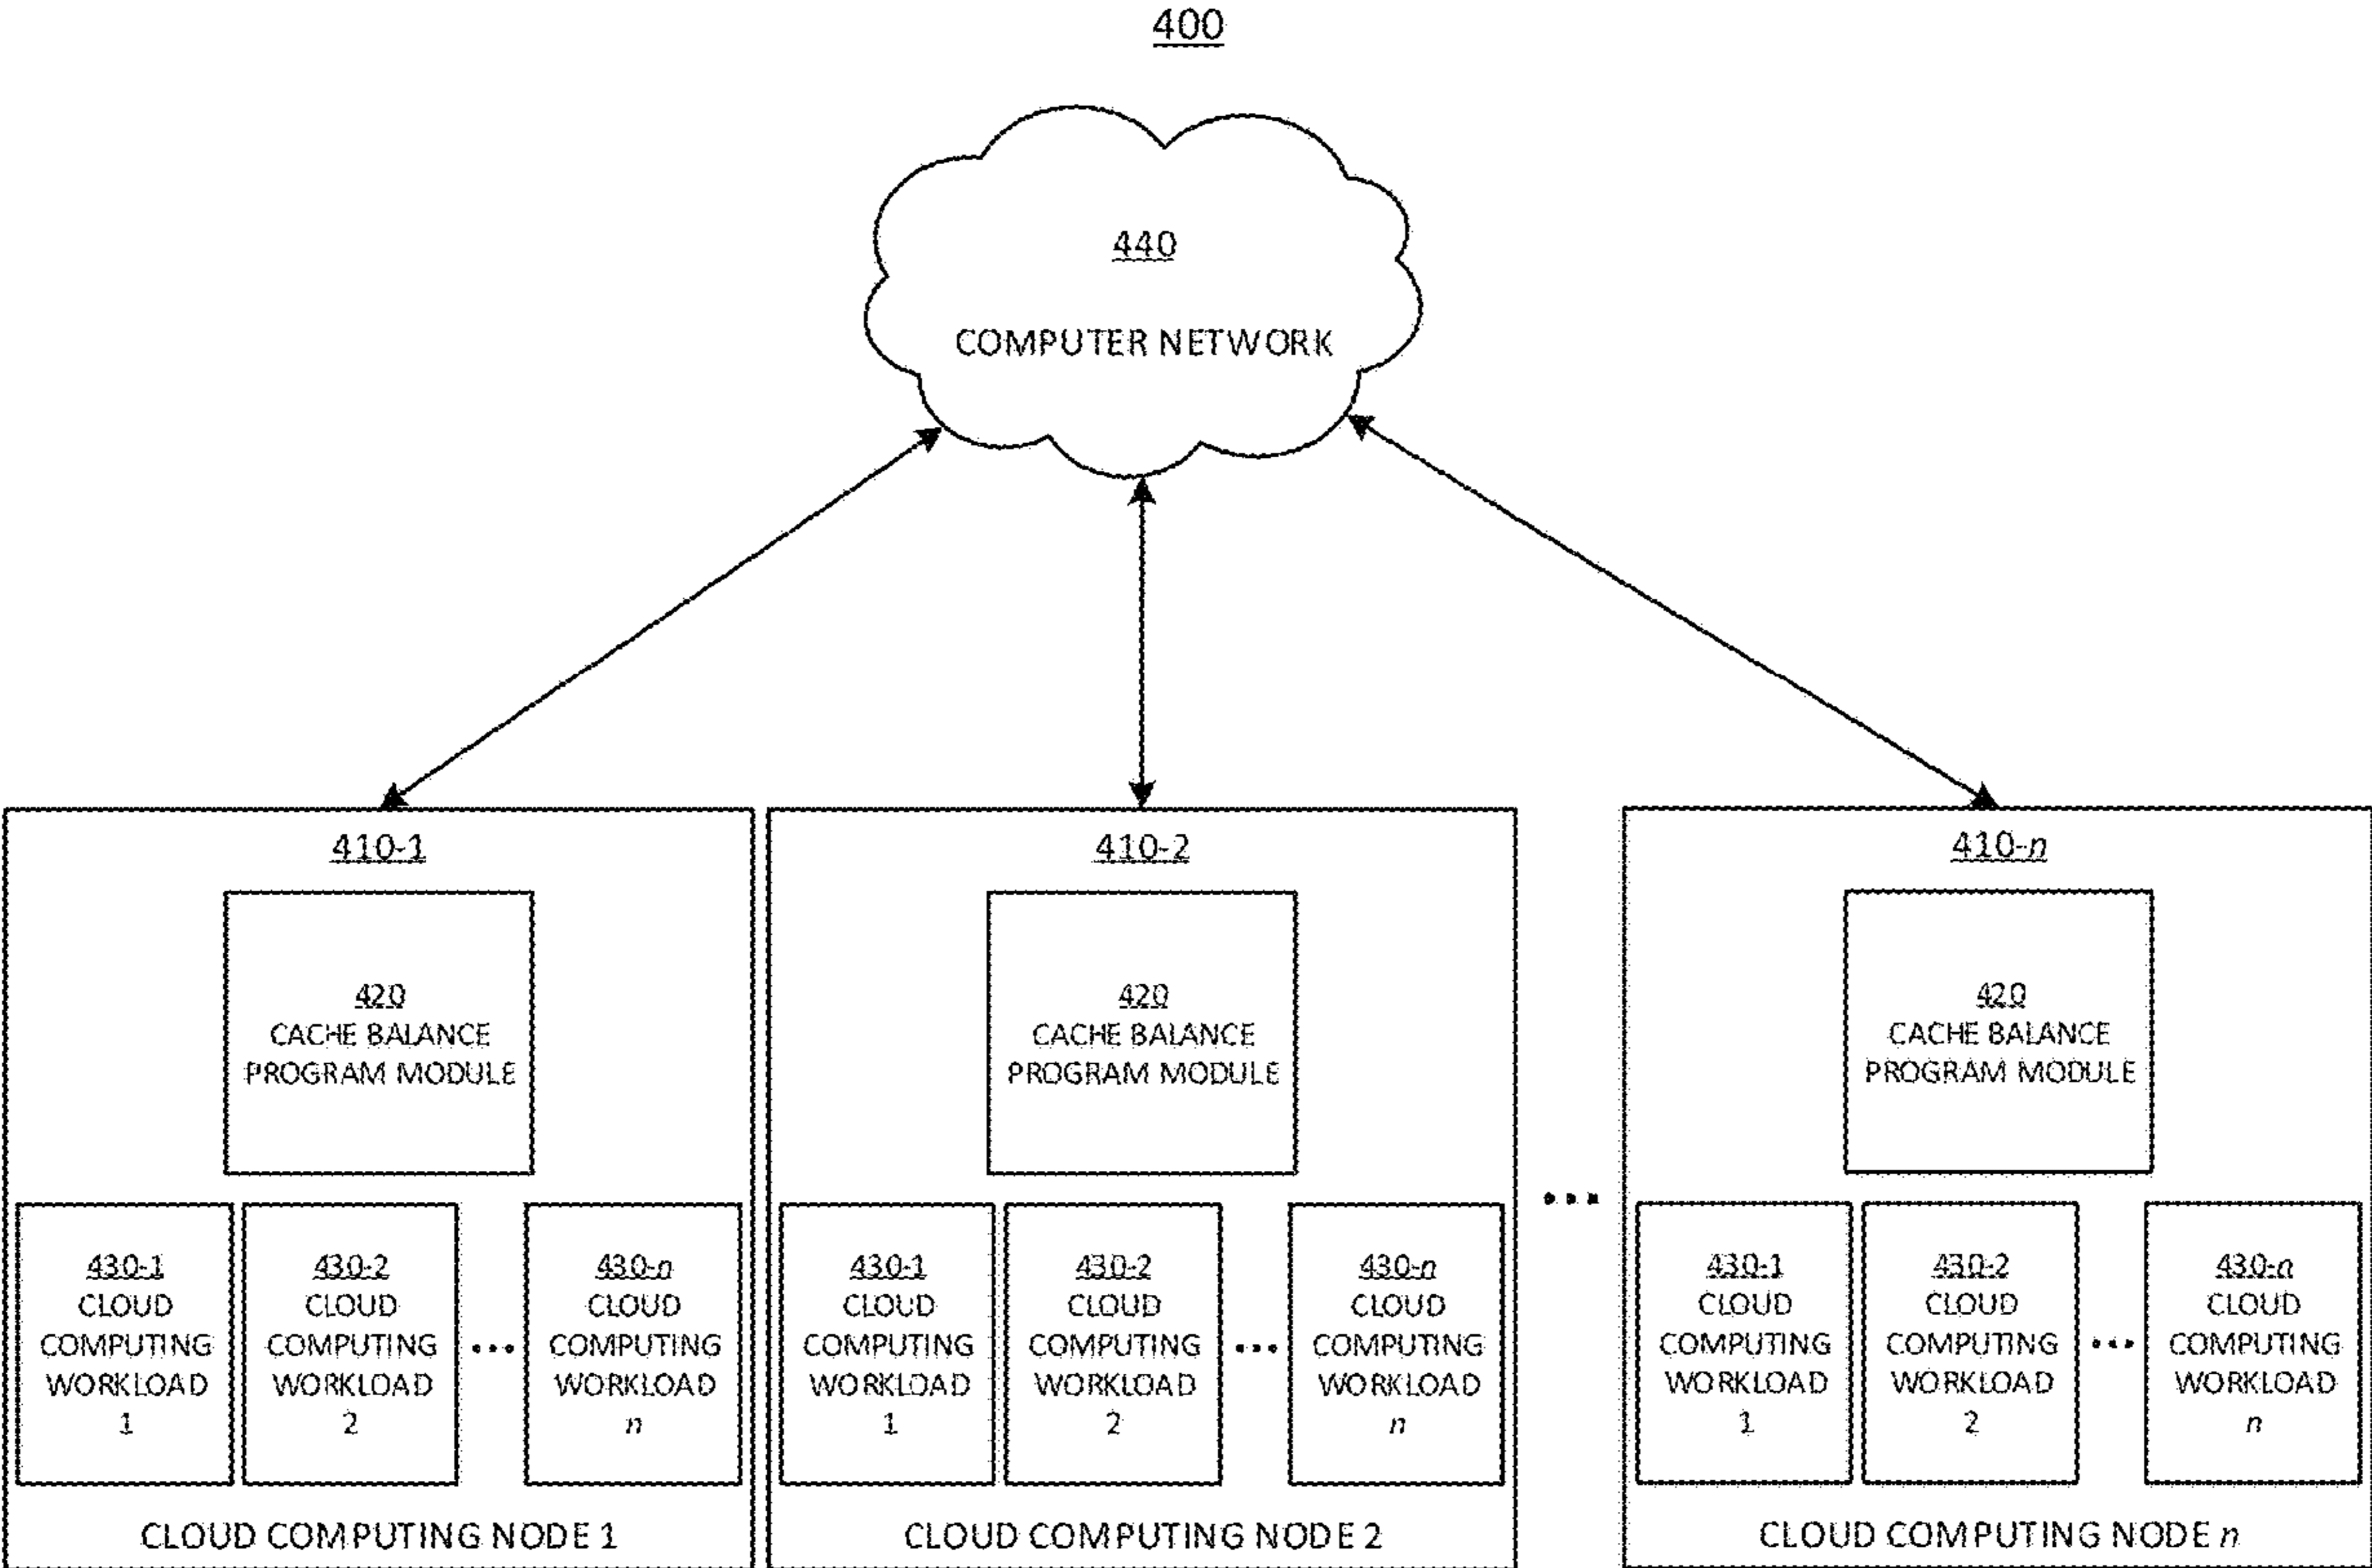 400
440
COMPUTER NETWORK
410-1
420
CACHE BALANCE
PROGRAM MODULE
430-1
CLOUD
COMPUTING
WORKLOAD
1
430-2
CLOUD
COMPUTING
WORKLOAD
2
...
430-n
CLOUD
COMPUTING
WORKLOAD
n
CLOUD COMPUTING NODE 1
410-2
420
CACHE BALANCE
PROGRAM MODULE
430-1
CLOUD
COMPUTING
WORKLOAD
1
430-2
CLOUD
COMPUTING
WORKLOAD
2
...
430-n
CLOUD
COMPUTING
WORKLOAD
n
CLOUD COMPUTING NODE 2
...
410-n
420
CACHE BALANCE
PROGRAM MODULE
430-1
CLOUD
COMPUTING
WORKLOAD
1
430-2
CLOUD
COMPUTING
WORKLOAD
2
...
430-n
CLOUD
COMPUTING
WORKLOAD
n
CLOUD COMPUTING NODE n